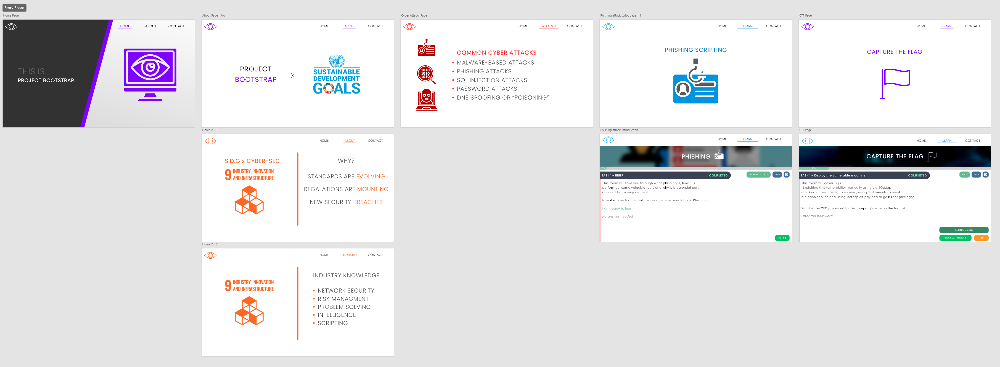 Story Board
Home Page
HOME ABOUT CONTACT
THIS IS
PROJECT BOOTSTRAP.
About Page Intro
HOME ABOUT CONTACT
PROJECT
BOOTSTRAP
X
SUSTAINABLE
DEVELOPMENT
GOALS
Cyber Attacks Page
HOME ATTACKS CONTACT
1010
1010
1010
COMMON CYBER ATTACKS
• MALWARE-BASED ATTACKS
• PHISHING ATTACKS
• SQL INJECTION ATTACKS
• PASSWORD ATTACKS
• DNS SPOOFING OR “POISONING”
Phishing attack script page – 1
HOME LEARN CONTACT
PHISHING SCRIPTING
CTF Page
HOME LEARN CONTACT
CAPTURE THE FLAG
Home 2 – 1
HOME ABOUT CONTACT
S.D.G x CYBER-SEC
9 INDUSTRY, INNOVATION
AND INFRASTRUCTURE
WHY?
STANDARDS ARE EVOLVING
REGALATIONS ARE MOUNTING
NEW SECURITY BREACHES
Phishing attack Introduction
HOME LEARN CONTACT
PHISHING
0%
TASK 1 - BRIEF COMPLETED
START ATTACT BOX HELP
This room will take you through what phishing is, how it is
performed, some valuable tools and why it is essential part
of a Red Team engagement.
Now it is time for the next task and receive your Intro to Phishing!
I am ready to learn
No answer needed
NEXT
CTF Page
HOME LEARN CONTACT
CAPTURE THE FLAG
15%
TASK 1 - Deploy the vulnerable machine COMPLETED
DEPLOY HELP
This room will cover SQLi
(Exploiting this vulnerability manually using via SQLMap)
cracking a user hashed password, using SSH tunnels to revel
a hidden service and using Metasploit payload to gain root privileges
What is the CEO password to the company's safe on the forum?
Enter the password....
QUESTION DONE
CORRECT ANSWER HINT
Home 2 – 2
HOME INDUSTRY CONTACT
9 INDUSTRY, INNOVATION
AND INFRASTRUCTURE
INDUSTRY KNOWLEDGE
• NETWORK SECURITY
• RISK MANAGMENT
• PROBLEM SOLVING
• INTELLIGENCE
• SCRIPTING